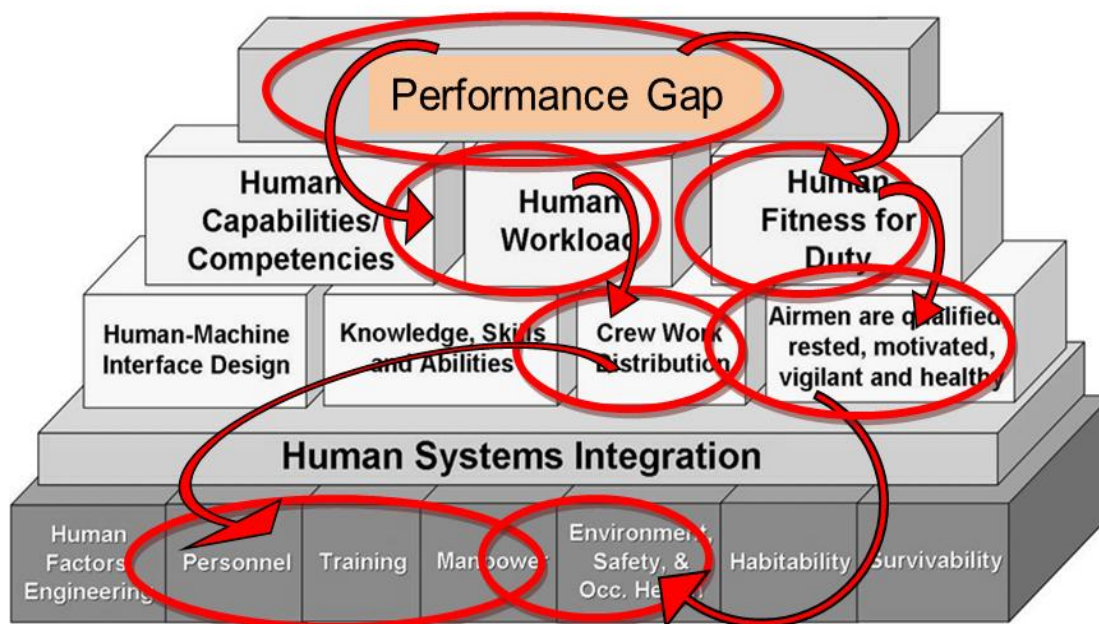 Performance Gap
Human
Capabilities/
Competencies
Human
Workload
Human
Fitness for
Duty
Human-Machine
Interface Design
Knowledge, Skills
and Abilities
Crew Work
Distribution
Airmen are qualified,
rested, motivated,
vigilant and healthy
Human Systems Integration
Human
Factors
Engineering
Personnel
Training
Manpower
Environment,
Safety, &
Occ. Health
Habitability
Survivability